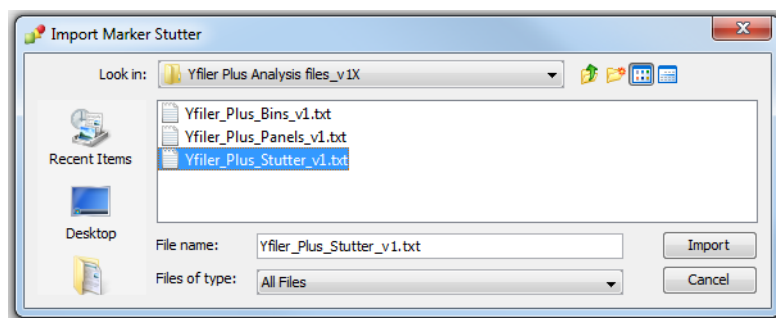 Import Marker Stutter
Look in: Yfiler Plus Analysis files_v1X
Yfiler_Plus_Bins_v1.txt
Yfiler_Plus_Panels_v1.txt
Yfiler_Plus_Stutter_v1.txt
Recent Items
Desktop
File name: Yfiler_Plus_Stutter_v1.txt Import
Files of type: All Files Cancel